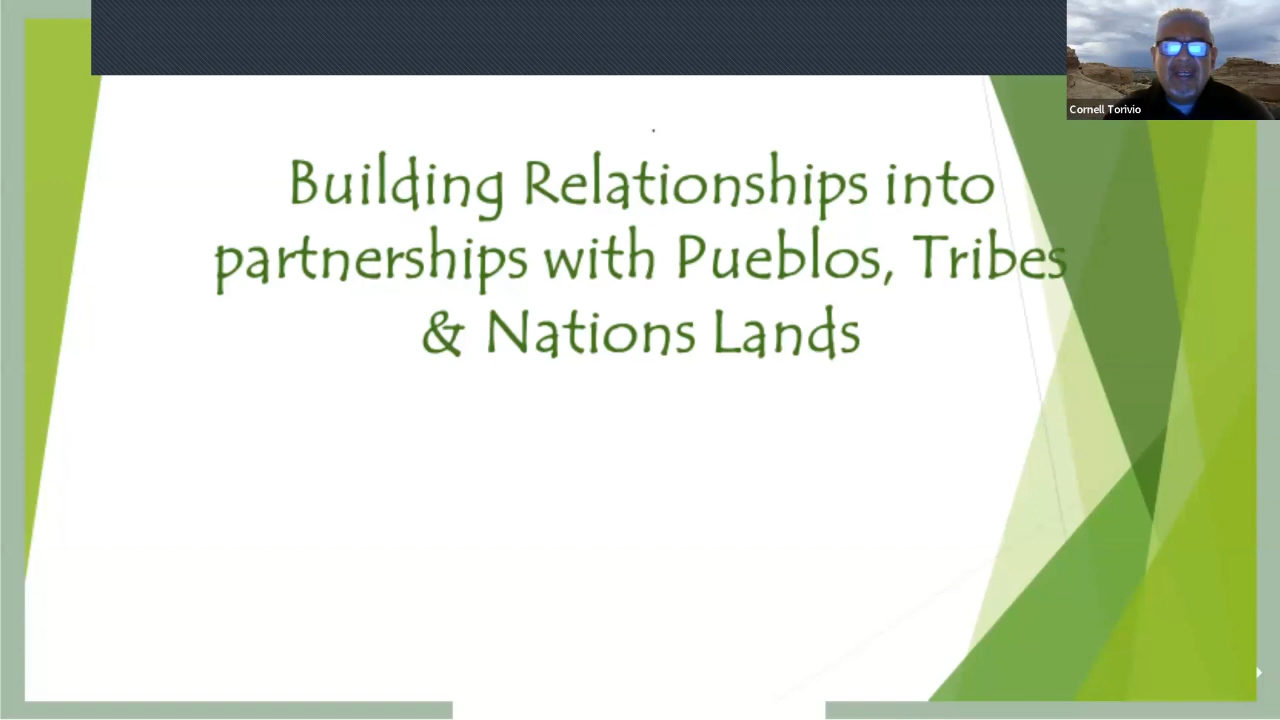 Cornell Torivio
Building Relationships into
partnerships with Pueblos, Tribes
& Nations Lands